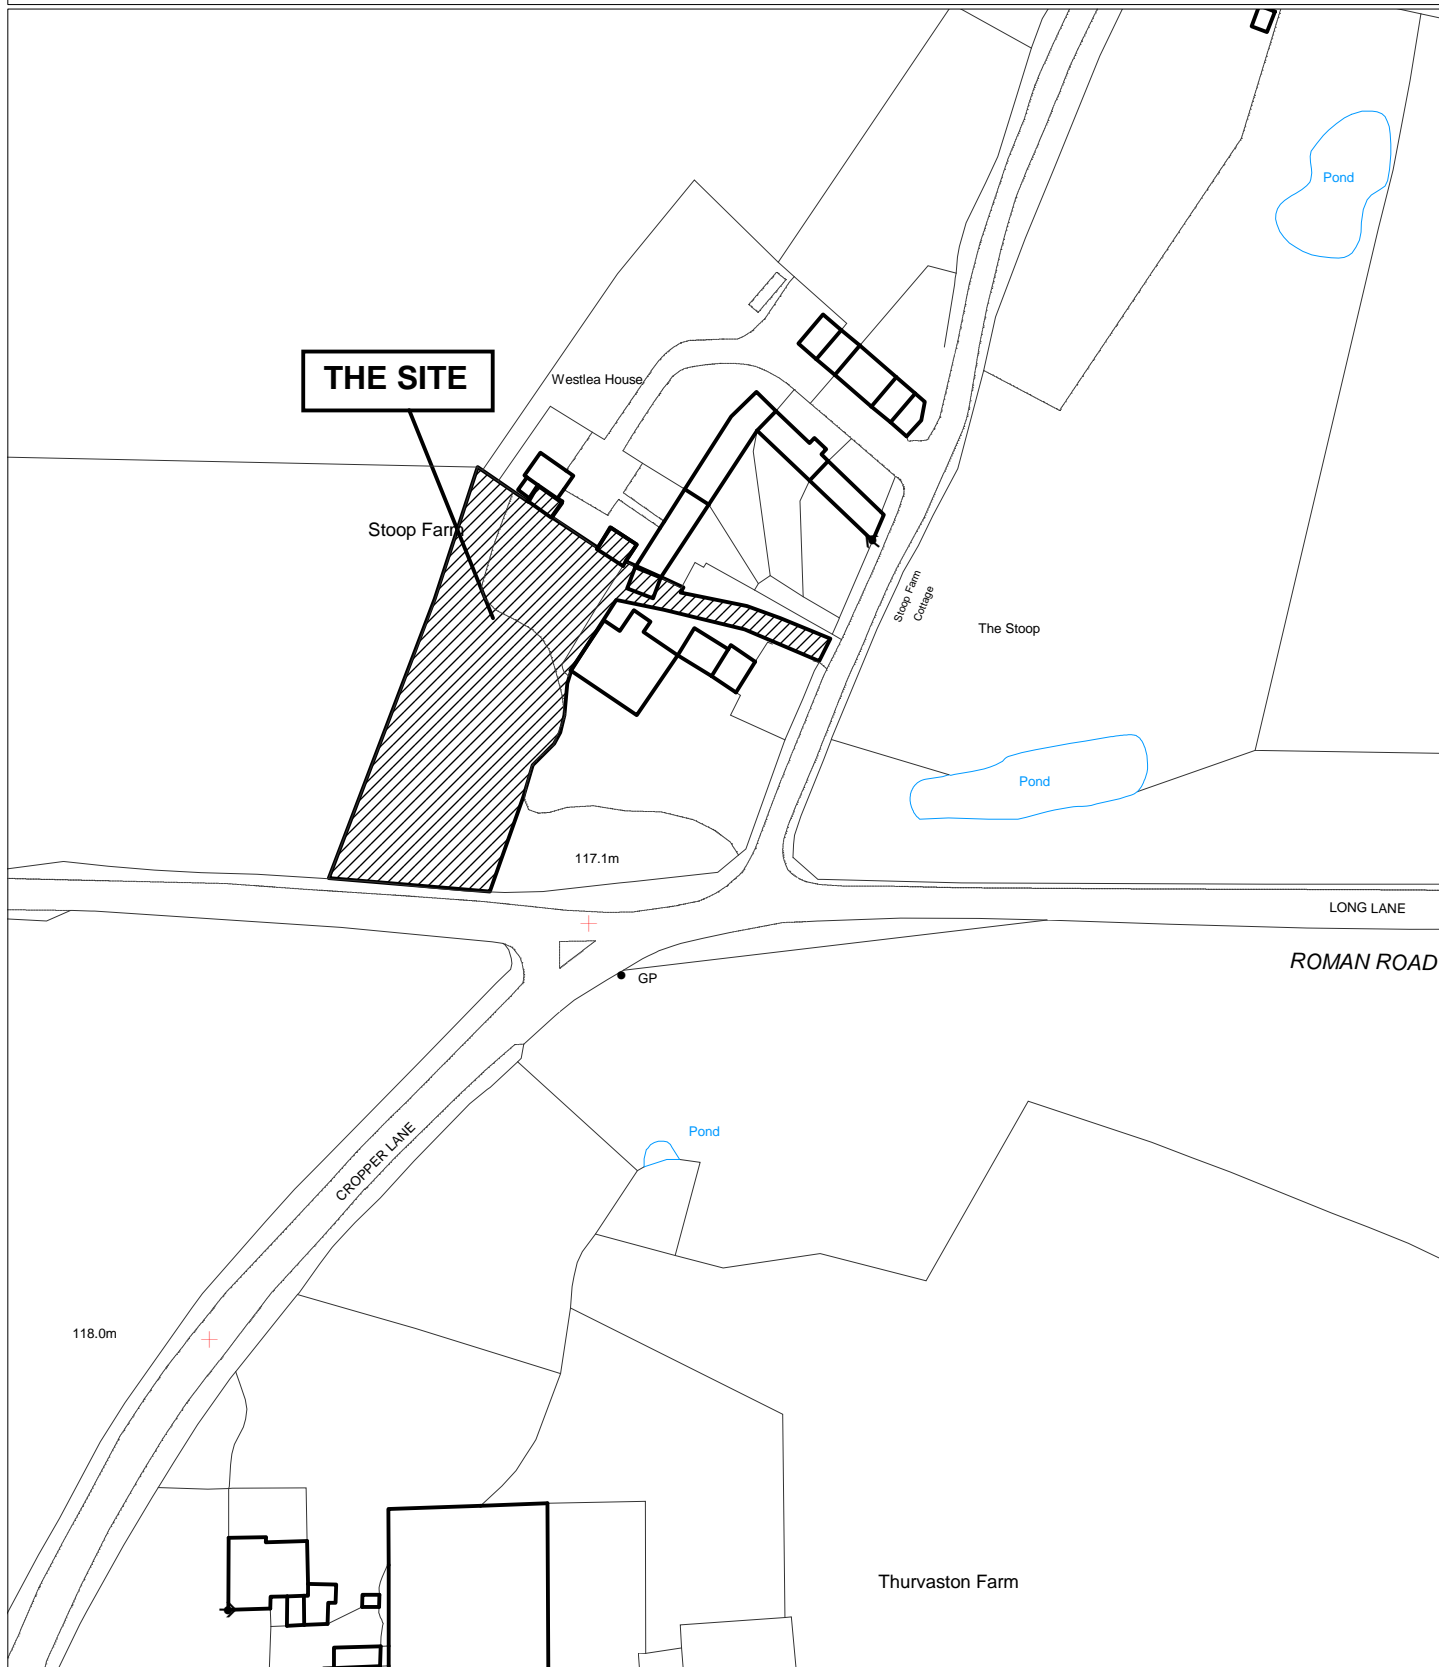 Pond
THE SITE
Westlea House
Stoop Farm
Stoop Farm
Cottage
The Stoop
Pond
117.1m
LONG LANE
ROMAN ROAD
GP
Pond
CROPPER LANE
118.0m
Thurvaston Farm